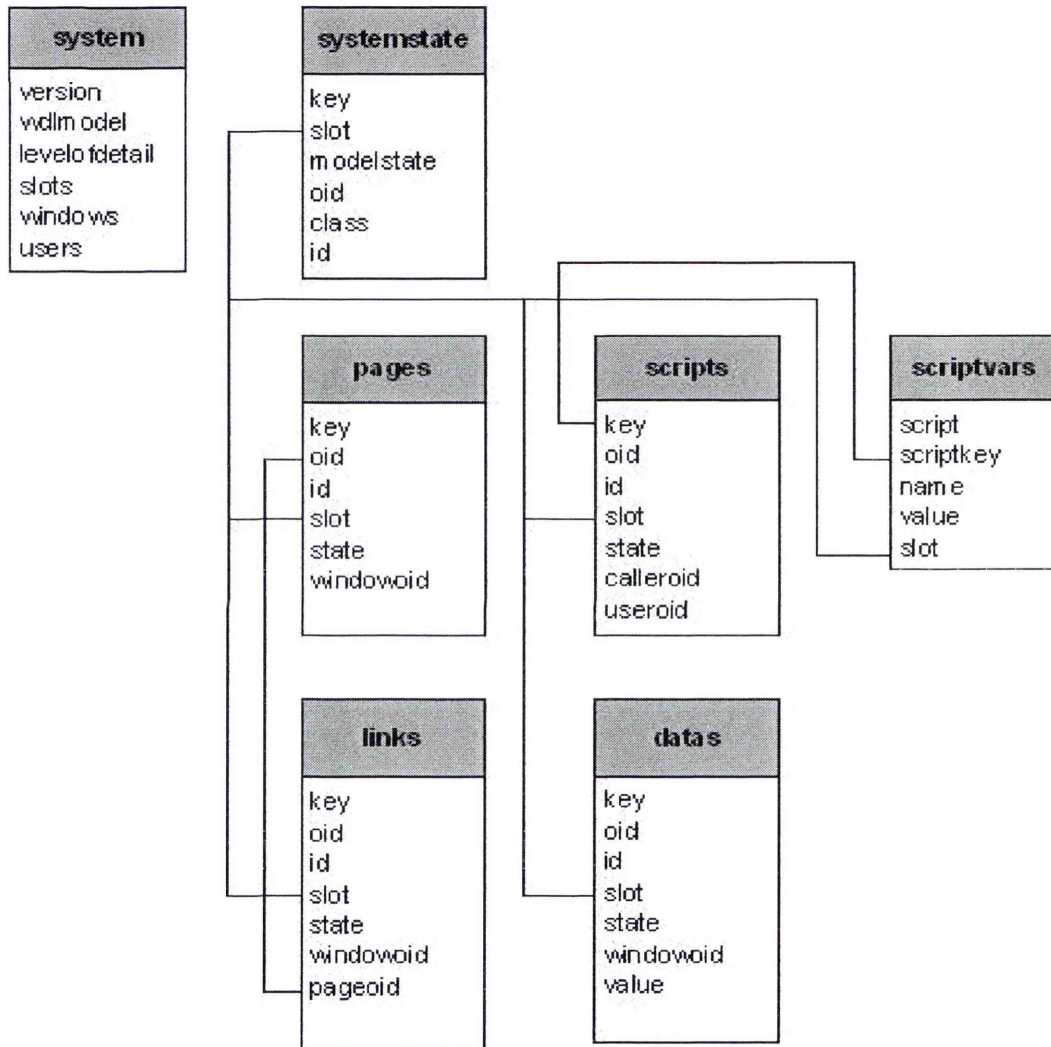 system
version
wdlmodel
levelofdetail
slots
windows
users
systemstate
key
slot
modelstate
oid
class
id
pages
key
oid
id
slot
state
windowoid
scripts
key
oid
id
slot
state
calleroid
useroid
scriptvars
script
scriptkey
name
value
slot
links
key
oid
id
slot
state
windowoid
pageoid
datas
key
oid
id
slot
state
windowoid
value